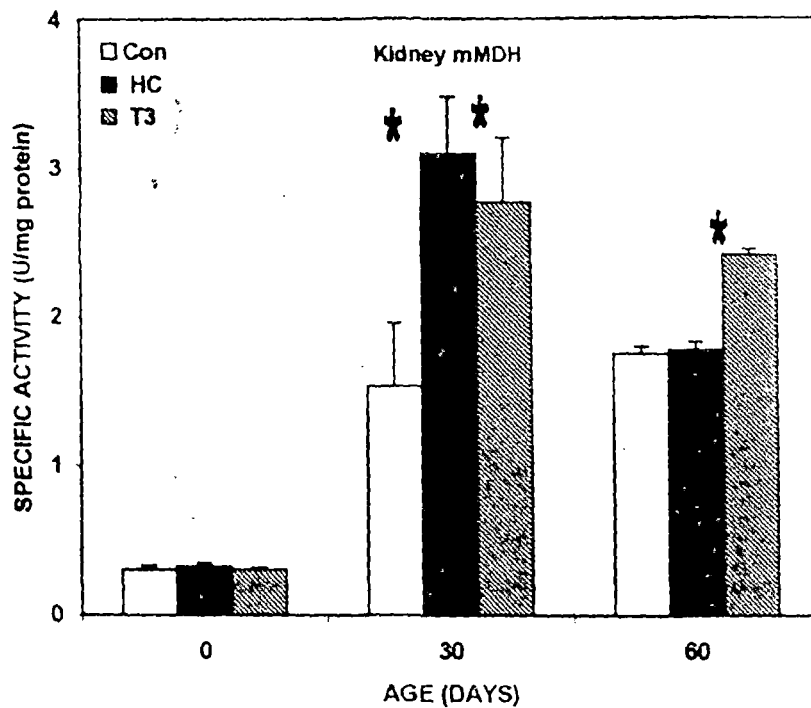 4
Con
HC
T3
Kidney mMDH
3
2
1
0
SPECIFIC ACTIVITY (U/mg protein)
0
30
60
AGE (DAYS)